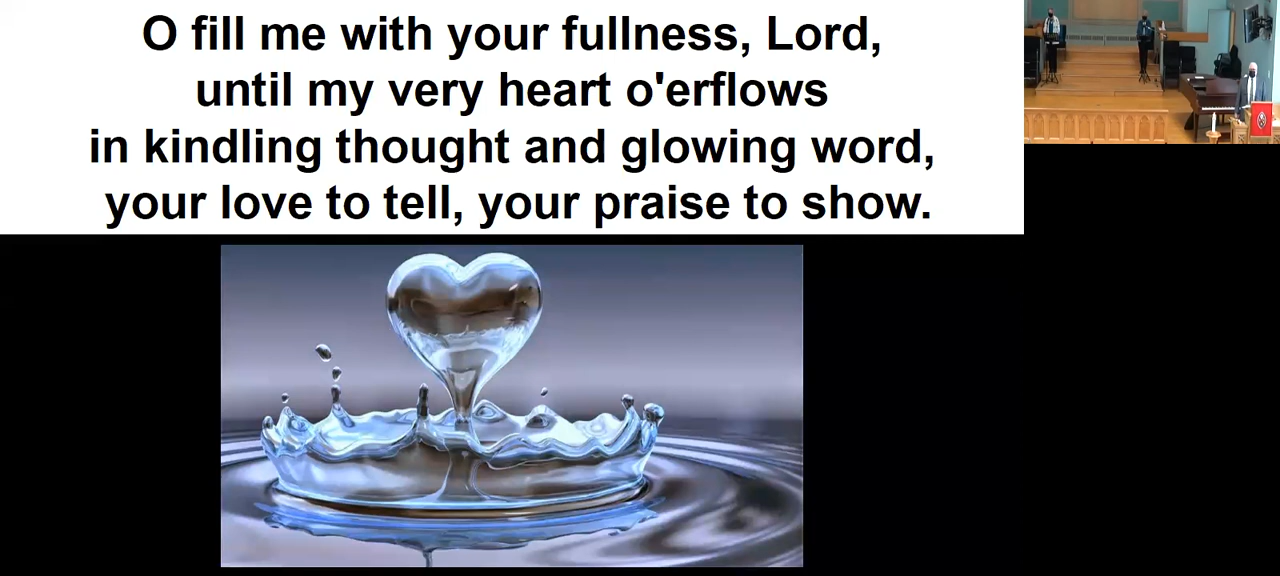 O fill me with your fullness, Lord,
until my very heart o'erflows
in kindling thought and glowing word,
your love to tell, your praise to show.